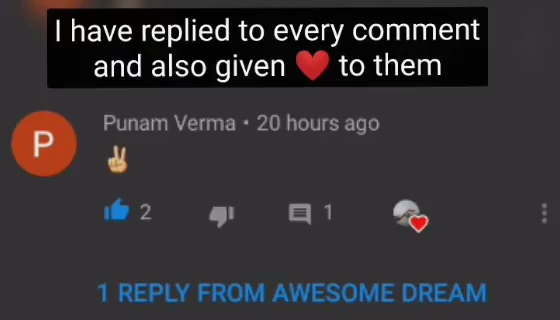 I have replied to every comment
and also given ❤️ to them
P
Punam Verma • 20 hours ago
✌🏼
2
1
1 REPLY FROM AWESOME DREAM